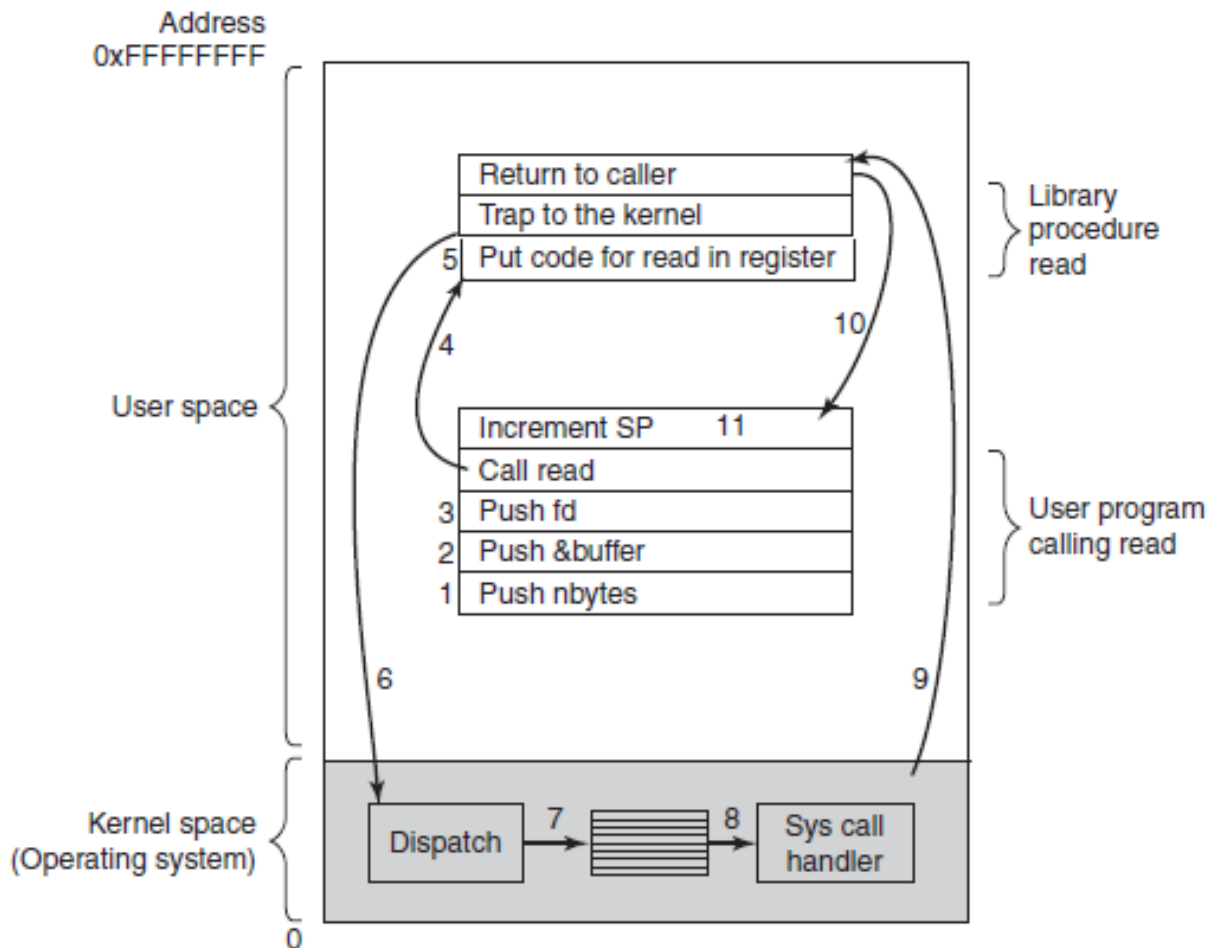 Address
0xFFFFFFFF
Return to caller
Trap to the kernel
5 Put code for read in register
Library
procedure
read
4
10
User space
Increment SP 11
Call read
3 Push fd
2 Push &buffer
1 Push nbytes
User program
calling read
6
9
Kernel space
(Operating system)
Dispatch
7
8
Sys call
handler
0